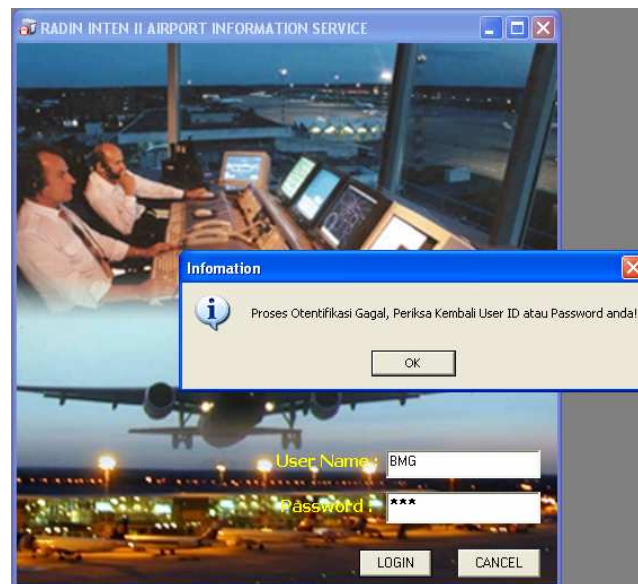 RADIN INTEN II AIRPORT INFORMATION SERVICE
Infomation
Proses Otentifikasi Gagal, Periksa Kembali User ID atau Password anda!
OK
User Name : BMG
Password : ***
LOGIN CANCEL